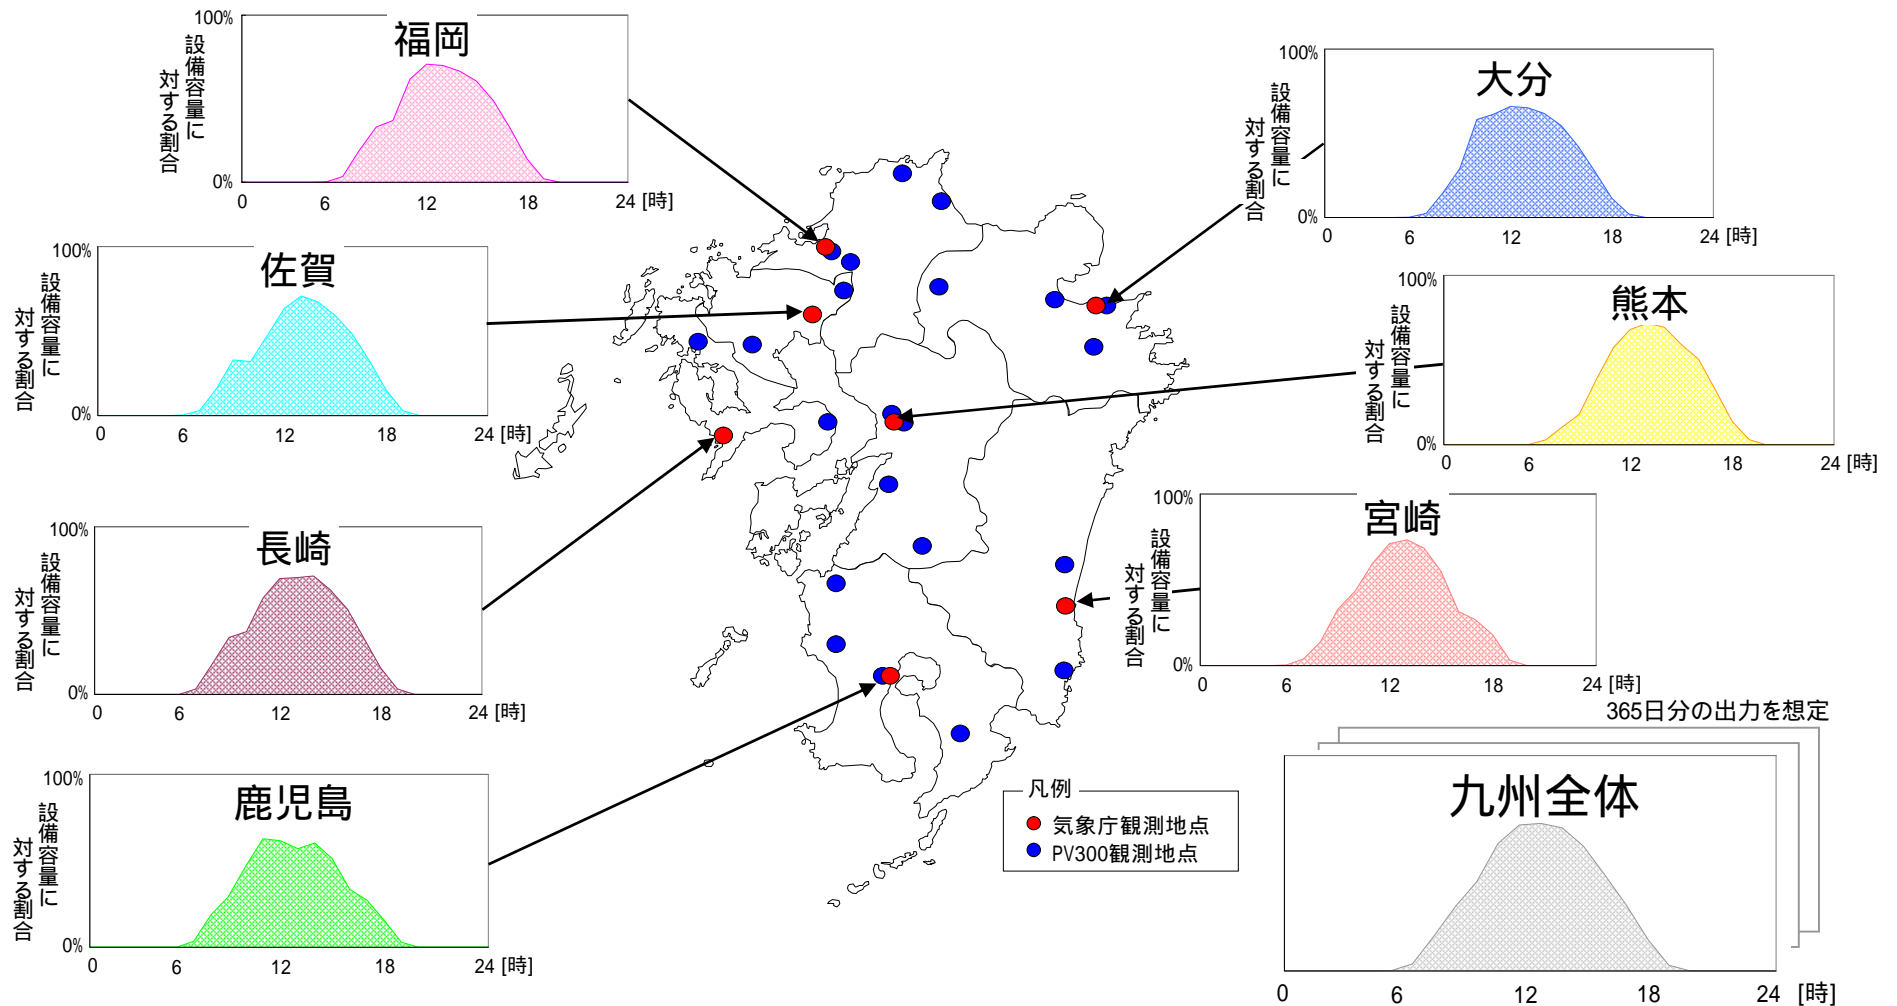 福岡
100%
0%
設備容量に
対する割合
0 6 12 18 24 [時]
佐賀
100%
0%
設備容量に
対する割合
0 6 12 18 24 [時]
長崎
100%
0%
設備容量に
対する割合
0 6 12 18 24 [時]
鹿児島
100%
0%
設備容量に
対する割合
0 6 12 18 24 [時]
大分
100%
0%
設備容量に
対する割合
0 6 12 18 24 [時]
熊本
100%
0%
設備容量に
対する割合
0 6 12 18 24 [時]
宮崎
100%
0%
設備容量に
対する割合
0 6 12 18 24 [時]
365日分の出力を想定
九州全体
0 6 12 18 24 [時]
凡例
気象庁観測地点
PV300観測地点